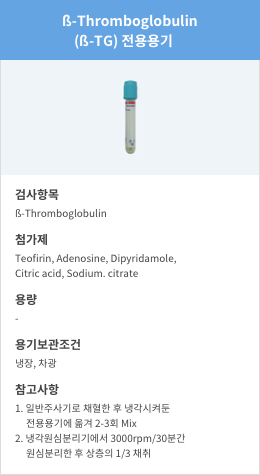 ß-Thromboglobulin
(ß-TG) 전용용기
검사항목
ß-Thromboglobulin
첨가제
Teofirin, Adenosine, Dipyridamole,
Citric acid, Sodium. citrate
용량
-
용기보관조건
냉장, 차광
참고사항
1. 일반주사기로 채혈한 후 냉각시켜둔
전용용기에 옮겨 2-3회 Mix
2. 냉각원심분리기에서 3000rpm/30분간
원심분리한 후 상층의 1/3 채취